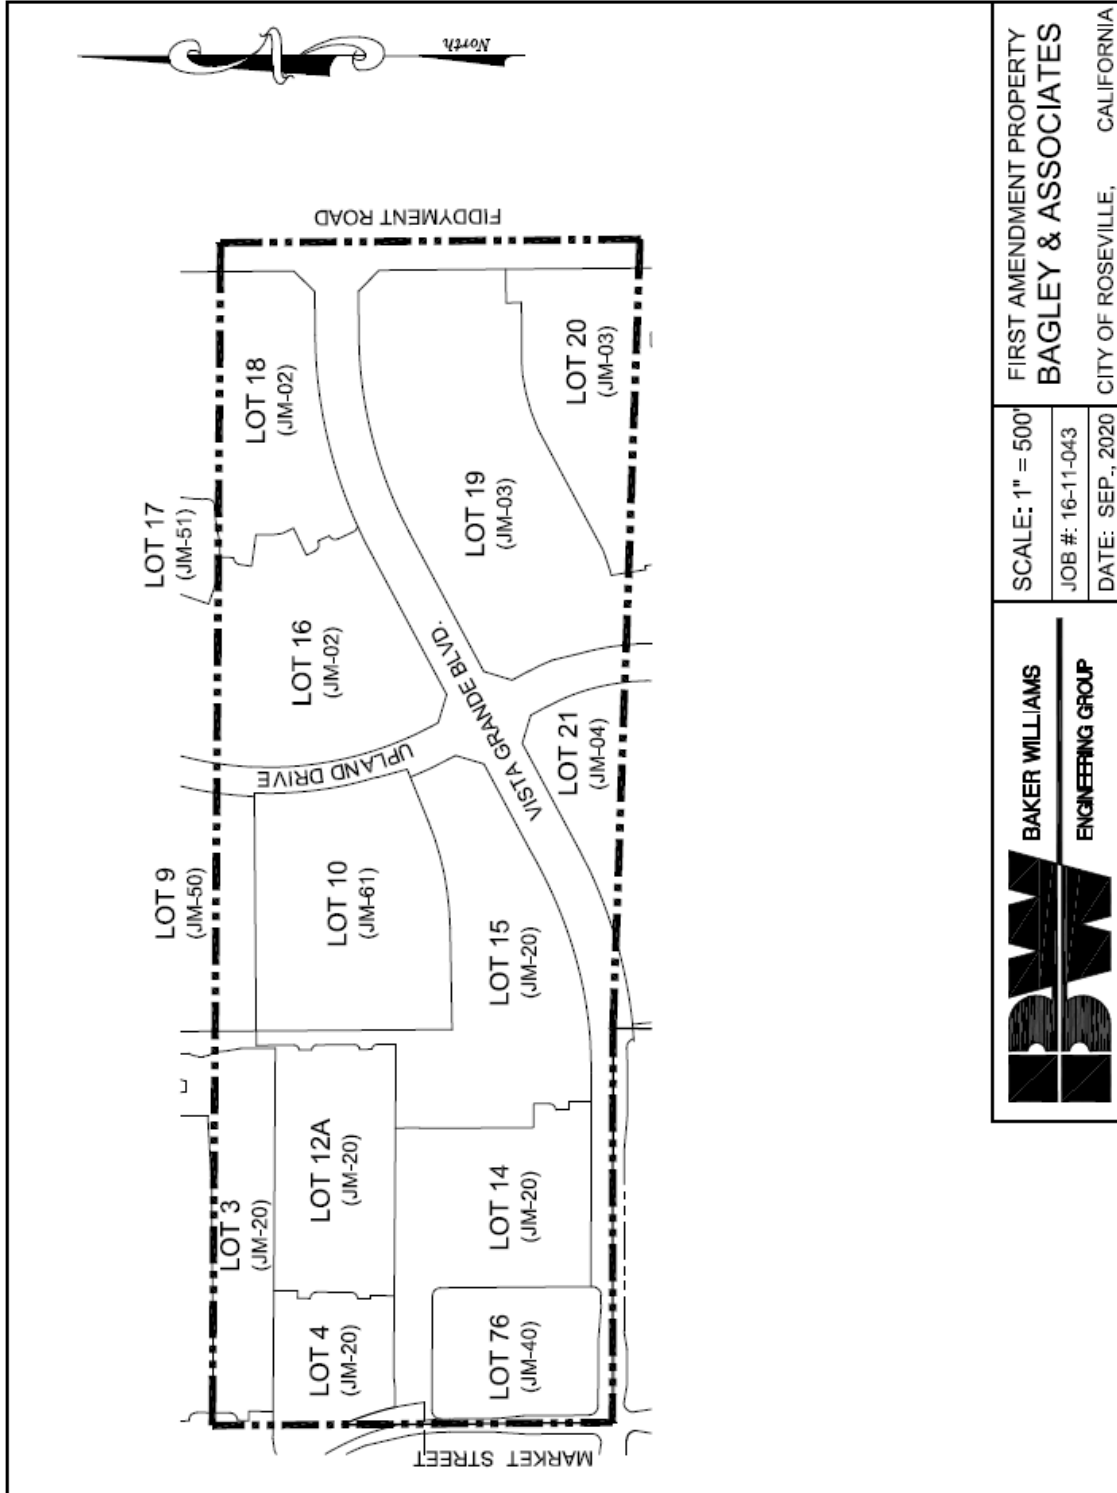 North
FIDDYMENT ROAD
LOT 17
(JM-51)
LOT 18
(JM-02)
LOT 20
(JM-03)
LOT 19
(JM-03)
LOT 16
(JM-02)
VISTA GRANDE BLVD.
UPLAND DRIVE
LOT 21
(JM-04)
LOT 9
(JM-50)
LOT 10
(JM-61)
LOT 15
(JM-20)
LOT 3
(JM-20)
LOT 12A
(JM-20)
LOT 14
(JM-20)
LOT 4
(JM-20)
LOT 76
(JM-40)
MARKET STREET
BAKER WILLIAMS
ENGINEERING GROUP
SCALE: 1" = 500'
JOB #: 16-11-043
DATE: SEP., 2020
FIRST AMENDMENT PROPERTY
BAGLEY & ASSOCIATES
CITY OF ROSEVILLE, CALIFORNIA